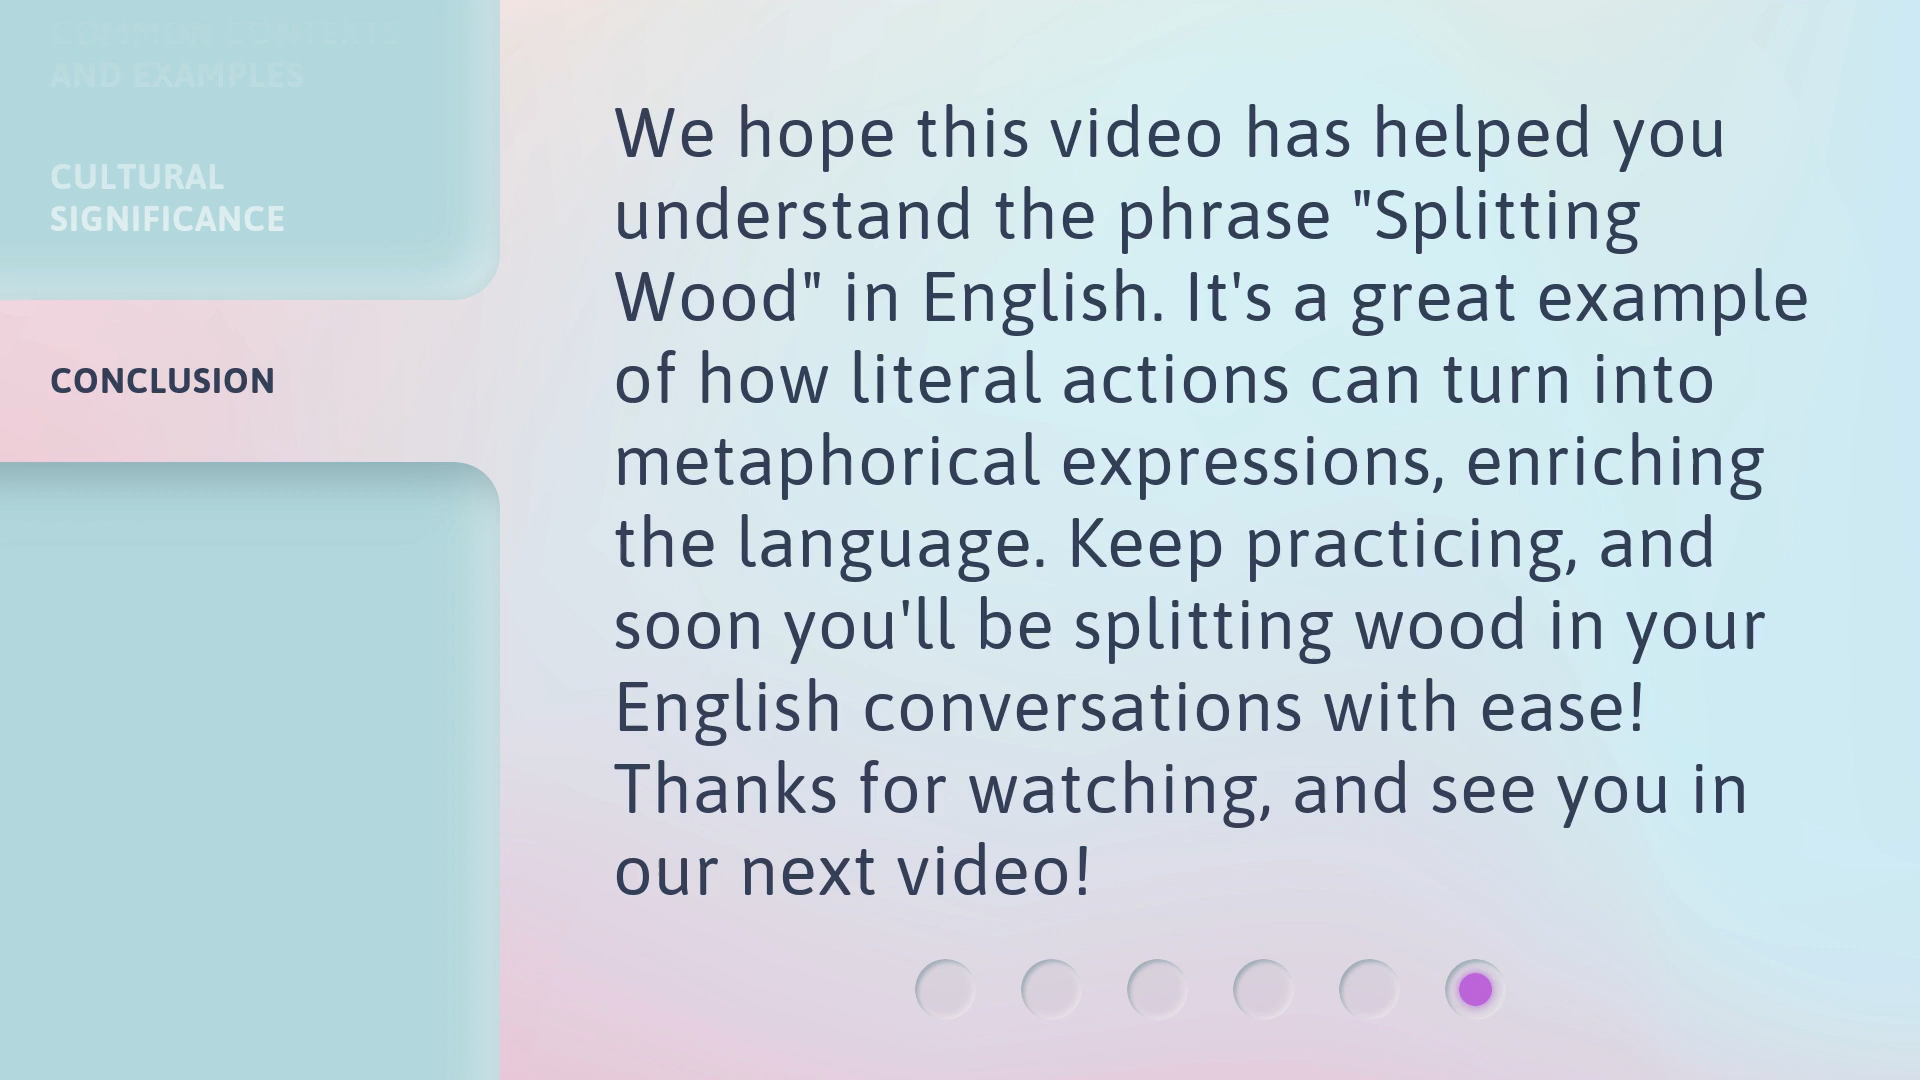 COMMON CONTEXTS
AND EXAMPLES
CULTURAL
SIGNIFICANCE
CONCLUSION
We hope this video has helped you
understand the phrase "Splitting
Wood" in English. It's a great example
of how literal actions can turn into
metaphorical expressions, enriching
the language. Keep practicing, and
soon you'll be splitting wood in your
English conversations with ease!
Thanks for watching, and see you in
our next video!